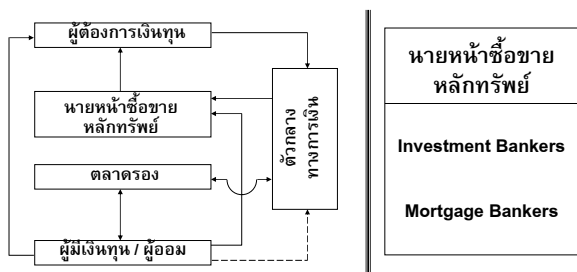 ผู้ต้องการเงินทุน
นายหน้าซื้อขาย
หลักทรัพย์
ตลาดรอง
ผู้มีเงินทุน / ผู้ออม
ตัวกลาง
ทางการเงิน
นายหน้าซื้อขาย
หลักทรัพย์
Investment Bankers
Mortgage Bankers